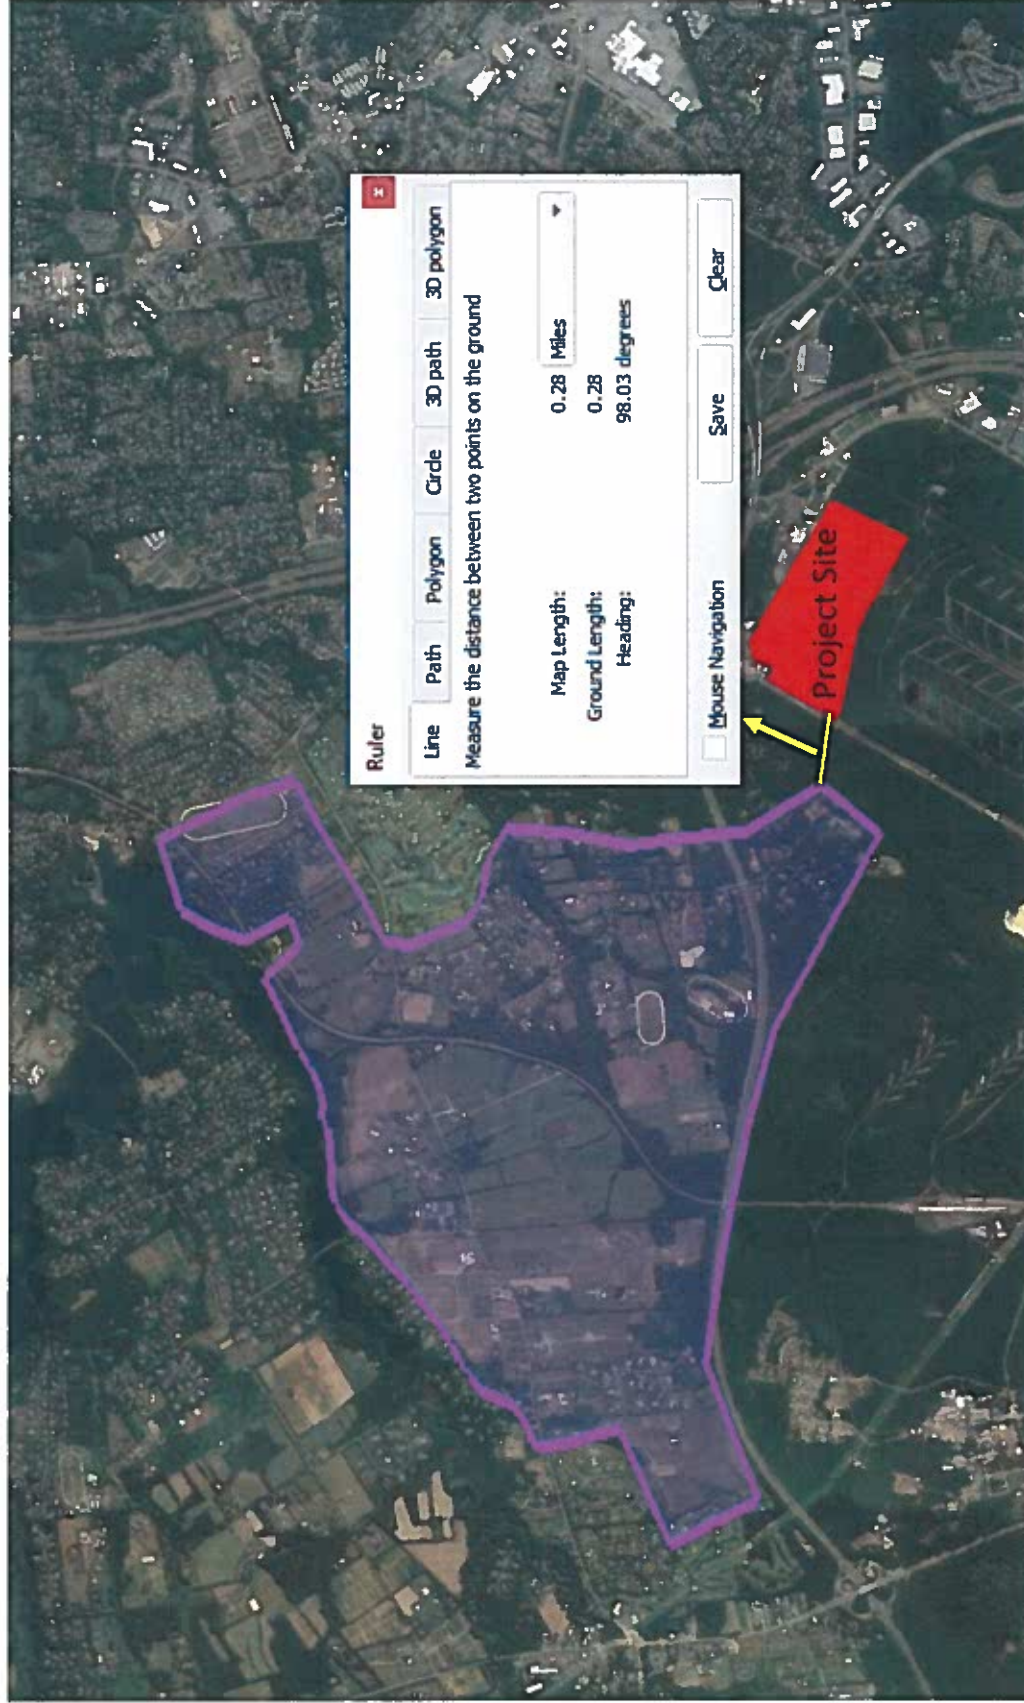 Ruler
Line Path Polygon Circle 3D path 3D polygon
Measure the distance between two points on the ground
Map Length: 0.28 Miles
Ground Length: 0.28
Heading: 98.03 degrees
Mouse Navigation Save Clear
Project Site